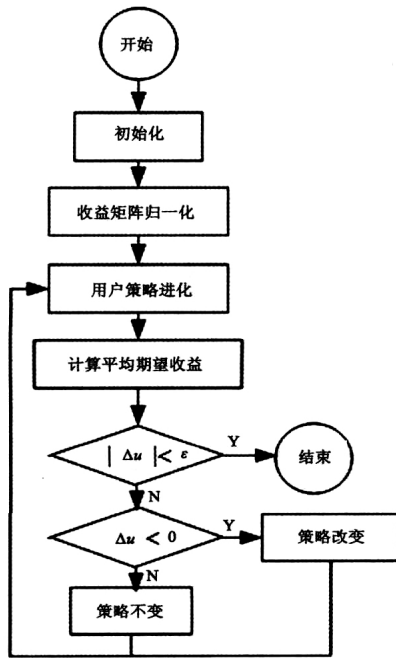 开始
初始化
收益矩阵归一化
用户策略进化
计算平均期望收益
| Δu | < ε
Y
结束
N
Δu < 0
Y
策略改变
N
策略不变